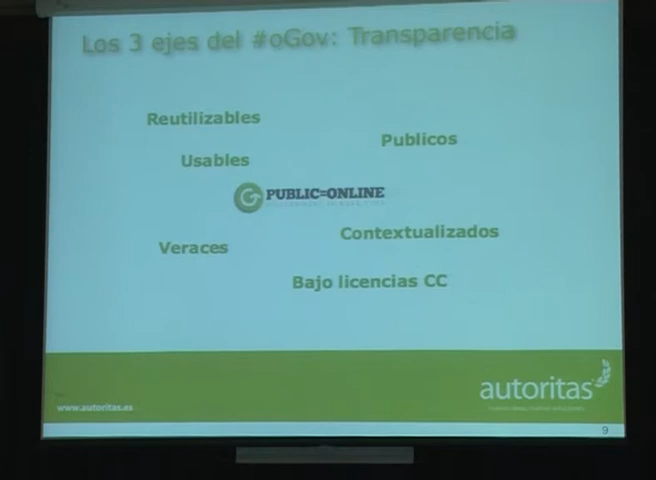 Los 3 ejes del #oGov: Transparencia
Reutilizables
Publicos
Usables
PUBLIC=ONLINE
Contextualizados
Veraces
Bajo licencias CC
autoritas
www.autoritas.es
9